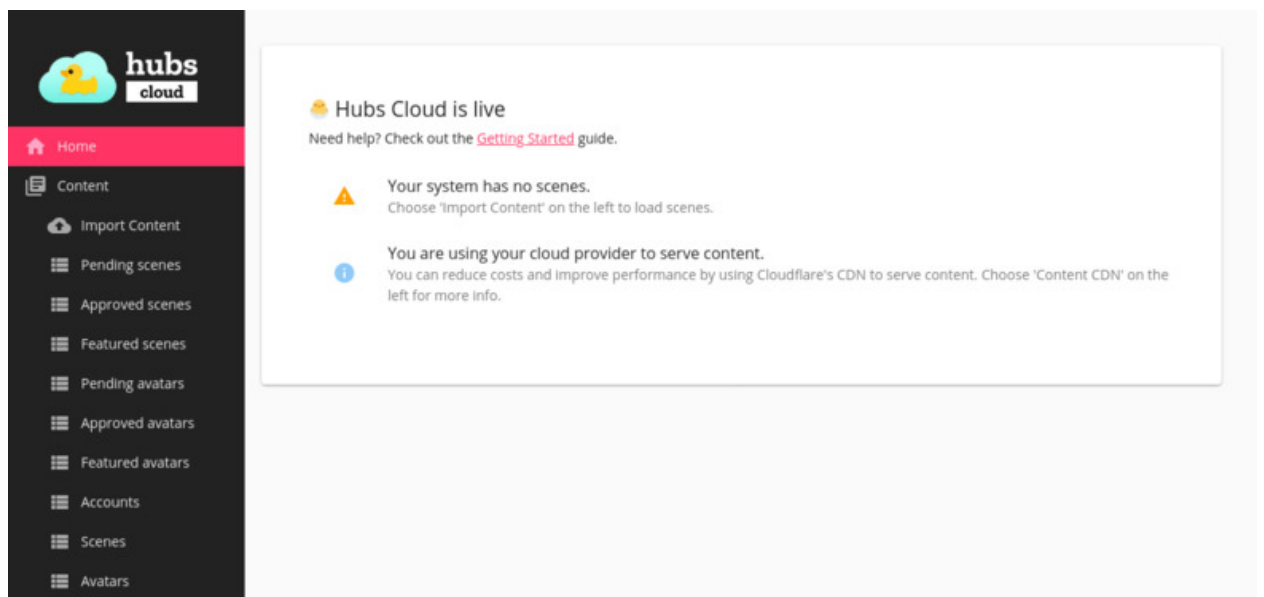 hubs
cloud
Home
Content
Import Content
Pending scenes
Approved scenes
Featured scenes
Pending avatars
Approved avatars
Featured avatars
Accounts
Scenes
Avatars
Hubs Cloud is live
Need help? Check out the Getting Started guide.
Your system has no scenes.
Choose 'Import Content' on the left to load scenes.
You are using your cloud provider to serve content.
You can reduce costs and improve performance by using Cloudflare's CDN to serve content. Choose 'Content CDN' on the
left for more info.